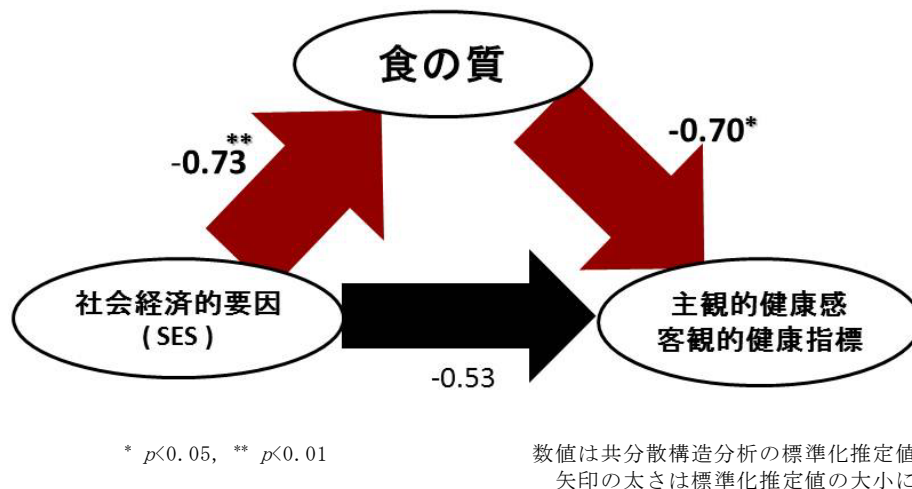 食の質
-0.73**
-0.70*
社会経済的要因
( SES )
主観的健康感
客観的健康指標
-0.53
* p<0.05, ** p<0.01
数値は共分散構造分析の標準化推定値
矢印の太さは標準化推定値の大小に